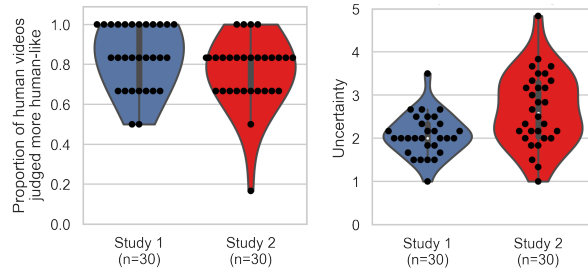 Proportion of human videos
judged more human-like
1.0
0.8
0.6
0.4
0.2
0.0
Study 1
(n=30)
Study 2
(n=30)
Uncertainty
5
4
3
2
1
0
Study 1
(n=30)
Study 2
(n=30)